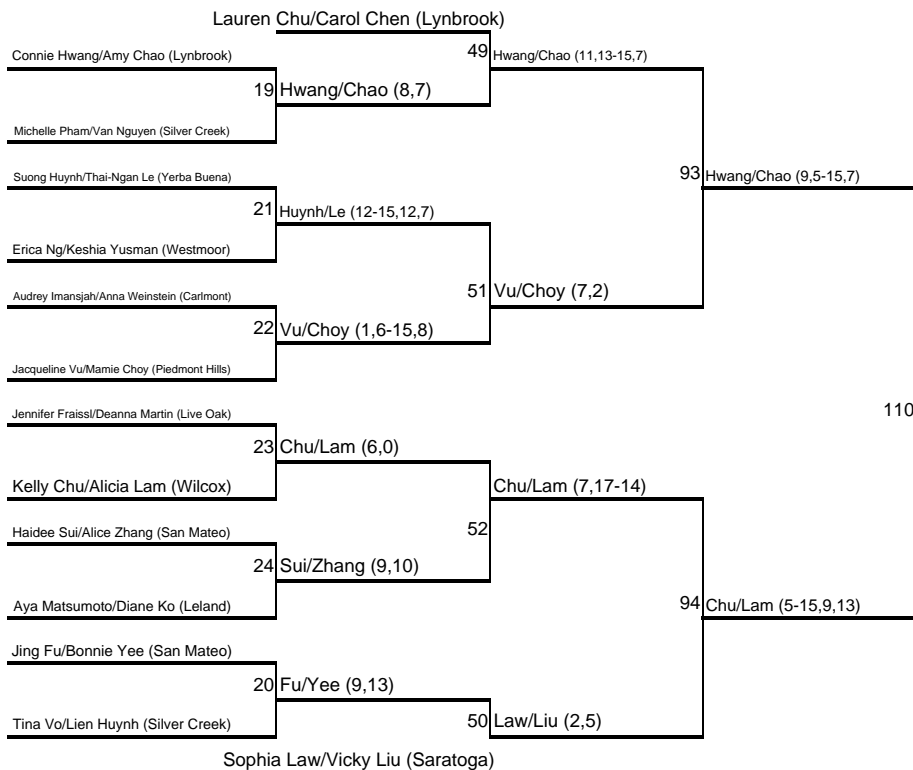 Lauren Chu/Carol Chen (Lynbrook)
49 Hwang/Chao (11,13-15,7)
Connie Hwang/Amy Chao (Lynbrook)
19 Hwang/Chao (8,7)
Michelle Pham/Van Nguyen (Silver Creek)
93 Hwang/Chao (9,5-15,7)
Suong Huynh/Thai-Ngan Le (Yerba Buena)
21 Huynh/Le (12-15,12,7)
Erica Ng/Keshia Yusman (Westmoor)
51 Vu/Choy (7,2)
Audrey Imansjah/Anna Weinstein (Carlmont)
22 Vu/Choy (1,6-15,8)
Jacqueline Vu/Mamie Choy (Piedmont Hills)
110
Jennifer Fraissl/Deanna Martin (Live Oak)
23 Chu/Lam (6,0)
Kelly Chu/Alicia Lam (Wilcox)
Chu/Lam (7,17-14)
52
Haidee Sui/Alice Zhang (San Mateo)
24 Sui/Zhang (9,10)
Aya Matsumoto/Diane Ko (Leland)
94 Chu/Lam (5-15,9,13)
Jing Fu/Bonnie Yee (San Mateo)
20 Fu/Yee (9,13)
Tina Vo/Lien Huynh (Silver Creek)
50 Law/Liu (2,5)
Sophia Law/Vicky Liu (Saratoga)